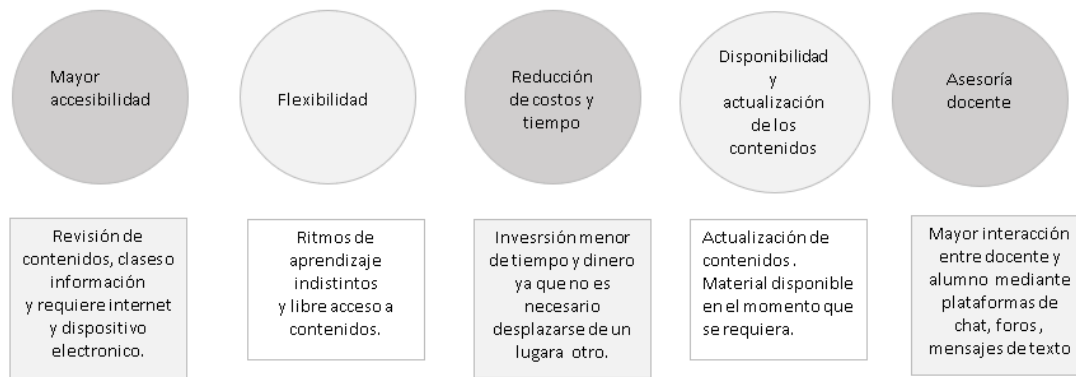 Mayor
accesibilidad
Flexibilidad
Reducción
de costos y
tiempo
Disponibilidad
y
actualización
de los
contenidos
Asesoría
docente
Revisión de
contenidos, clases o
información
y requiere internet
y dispositivo
electronico.
Ritmos de
aprendizaje
indistintos
y libre acceso a
contenidos.
Invesrsión menor
de tiempo y dinero
ya que no es
necesario
desplazarse de un
lugar a otro.
Actualización de
contenidos.
Material disponible
en el momento que
se requiera.
Mayor interacción
entre docente y
alumno mediante
plataformas de
chat, foros,
mensajes de texto